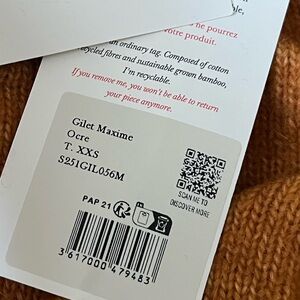 ne pourrez
votre produit.
an ordinary tag. Composed of cotton
recycled fibres and sustainable grown bamboo,
I'm recyclable.
If you remove me, you won't be able to return
your piece anymore.
Gilet Maxime
Ocre
T. XXS
S251GIL056M
SCAN ME TO
DISCOVER MORE
PAP 21
3 617000 479483